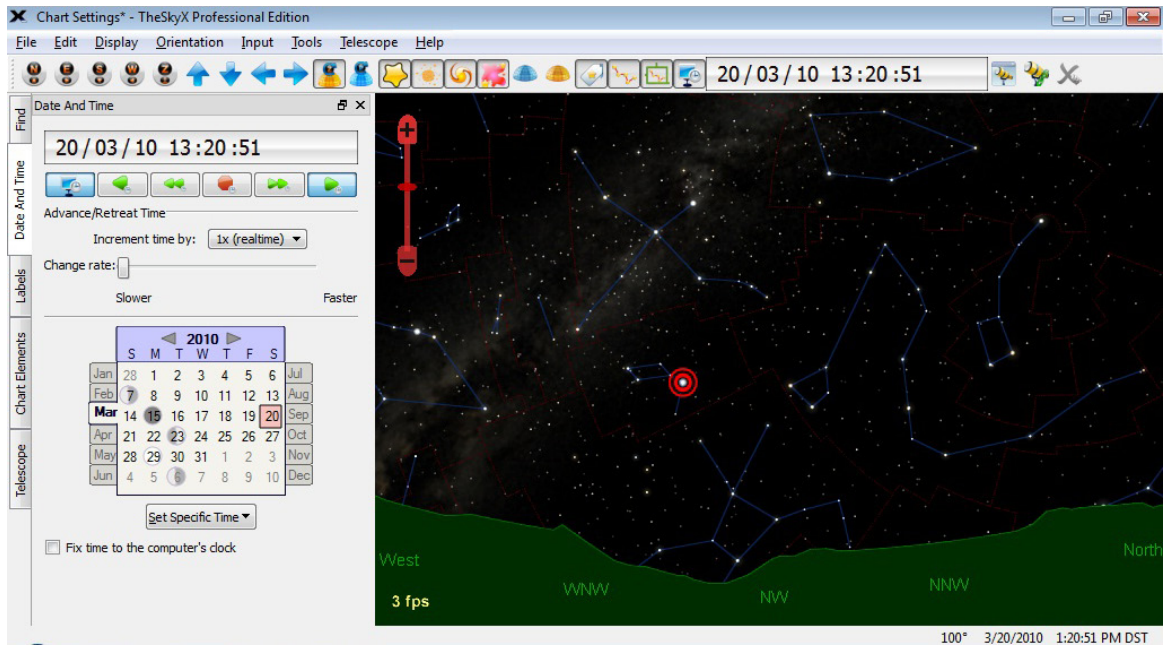 Chart Settings* - TheSkyX Professional Edition
File Edit Display Orientation Input Tools Telescope Help
N E S W Z 20 / 03 / 10 13 : 20 : 51
Find
Date And Time
Labels
Chart Elements
Telescope
Date And Time
20 / 03 / 10 13 : 20 : 51
Advance/Retreat Time
Increment time by: 1x (realtime)
Change rate:
Slower Faster
2010
S M T W T F S
Jan 28 1 2 3 4 5 6 Jul
Feb 7 8 9 10 11 12 13 Aug
Mar 14 15 16 17 18 19 20 Sep
Apr 21 22 23 24 25 26 27 Oct
May 28 29 30 31 1 2 3 Nov
Jun 4 5 6 7 8 9 10 Dec
Set Specific Time
Fix time to the computer's clock
West
WNW
NW
NNW
North
3 fps
100° 3/20/2010 1:20:51 PM DST